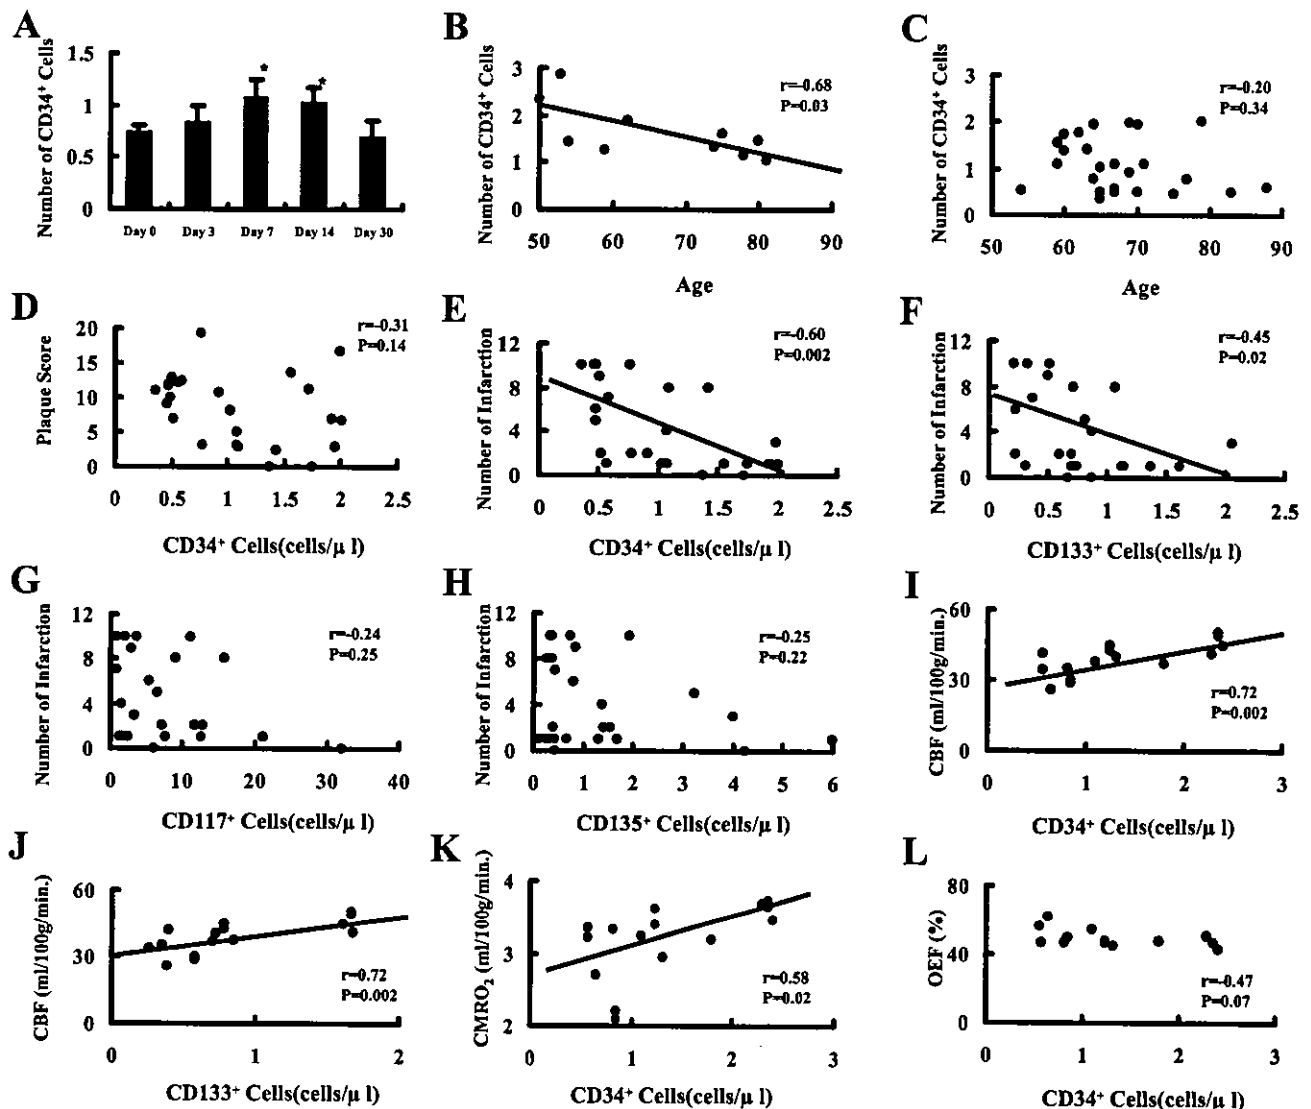 A
Number of CD34⁺ Cells
1.5
1
0.5
0
*
*
Day 0 Day 3 Day 7 Day 14 Day 30
B
Number of CD34⁺ Cells
3
2
1
0
r=-0.68
P=0.03
50 60 70 80 90
Age
C
Number of CD34⁺ Cells
3
2
1
0
r=-0.20
P=0.34
50 60 70 80 90
Age
D
Plaque Score
20
15
10
5
0
r=-0.31
P=0.14
0 0.5 1 1.5 2 2.5
CD34⁺ Cells(cells/μ l)
E
Number of Infarction
12
8
4
0
r=-0.60
P=0.002
0 0.5 1 1.5 2 2.5
CD34⁺ Cells(cells/μ l)
F
Number of Infarction
12
8
4
0
r=-0.45
P=0.02
0 0.5 1 1.5 2 2.5
CD133⁺ Cells(cells/μ l)
G
Number of Infarction
12
8
4
0
r=-0.24
P=0.25
0 10 20 30 40
CD117⁺ Cells(cells/μ l)
H
Number of Infarction
12
8
4
0
r=-0.25
P=0.22
0 1 2 3 4 5 6
CD135⁺ Cells(cells/μ l)
I
CBF (ml/100g/min.)
60
30
0
r=0.72
P=0.002
0 1 2 3
CD34⁺ Cells(cells/μ l)
J
CBF (ml/100g/min.)
60
30
0
r=0.72
P=0.002
0 1 2
CD133⁺ Cells(cells/μ l)
K
CMRO₂ (ml/100g/min.)
4
3
2
r=0.58
P=0.02
0 1 2 3
CD34⁺ Cells(cells/μ l)
L
OEF (%)
80
40
0
r=-0.47
P=0.07
0 1 2 3
CD34⁺ Cells(cells/μ l)